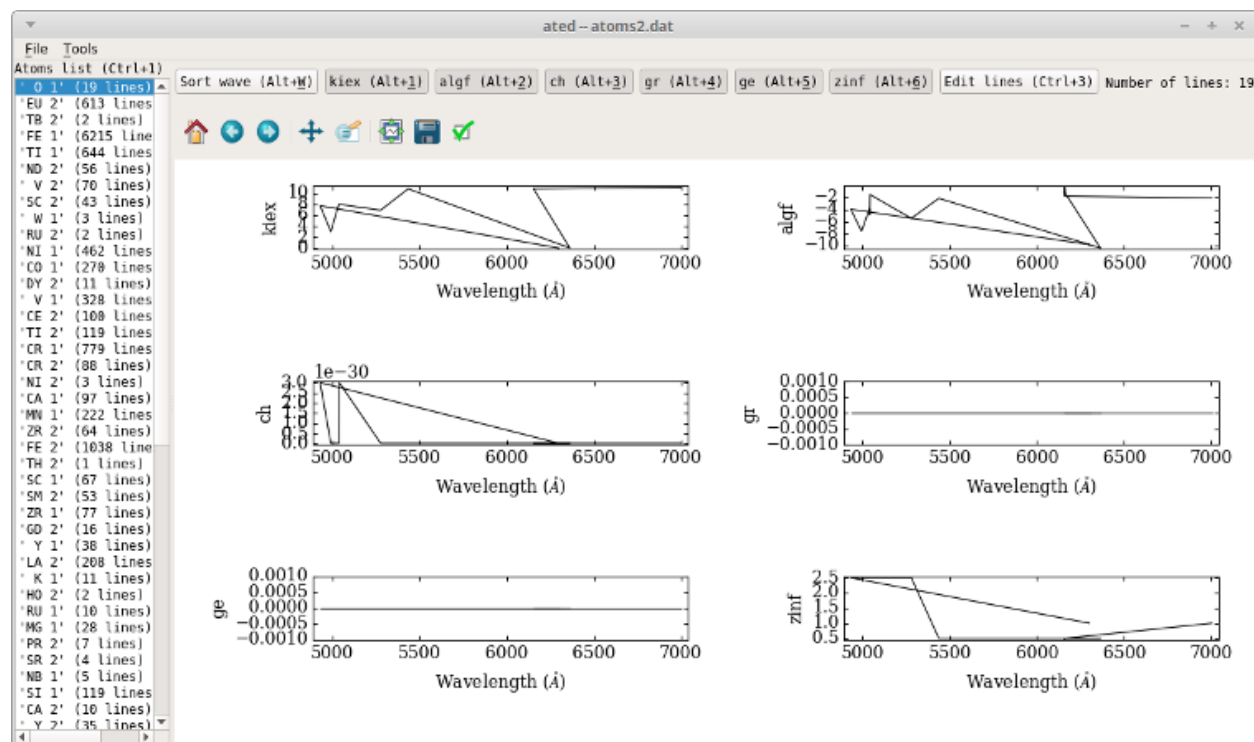 ated – atoms2.dat
File Tools
Atoms list (Ctrl+1)
Sort wave (Alt+W) kiex (Alt+1) algf (Alt+2) ch (Alt+3) gr (Alt+4) ge (Alt+5) zinf (Alt+6) Edit lines (Ctrl+3) Number of lines: 19
' O 1' (19 lines)
'EU 2' (613 lines
'TB 2' (2 lines)
'FE 1' (6215 line
'TI 1' (644 lines
'ND 2' (56 lines)
' V 2' (70 lines)
'SC 2' (43 lines)
' W 1' (3 lines)
'RU 2' (2 lines)
'NI 1' (462 lines
'CO 1' (270 lines
'DY 2' (11 lines)
' V 1' (328 lines
'CE 2' (100 lines
'TI 2' (119 lines
'CR 1' (779 lines
'CR 2' (88 lines)
'NI 2' (3 lines)
'CA 1' (97 lines)
'MN 1' (222 lines
'ZR 2' (64 lines)
'FE 2' (1038 line
'TH 2' (1 lines)
'SC 1' (67 lines)
'SM 2' (53 lines)
'ZR 1' (77 lines)
'GD 2' (16 lines)
' Y 1' (38 lines)
'LA 2' (208 lines
' K 1' (11 lines)
'HO 2' (2 lines)
'RU 1' (10 lines)
'MG 1' (28 lines)
'PR 2' (7 lines)
'SR 2' (4 lines)
'NB 1' (5 lines)
'SI 1' (119 lines
'CA 2' (10 lines)
' Y 2' (35 lines)
kiex
10
8
6
4
2
0
5000 5500 6000 6500 7000
Wavelength (Å)
algf
−2
−4
−6
−8
−10
5000 5500 6000 6500 7000
Wavelength (Å)
ch
1e−30
3.0
2.5
2.0
1.5
1.0
0.5
0.0
5000 5500 6000 6500 7000
Wavelength (Å)
gr
0.0010
0.0005
0.0000
−0.0005
−0.0010
5000 5500 6000 6500 7000
Wavelength (Å)
ge
0.0010
0.0005
0.0000
−0.0005
−0.0010
5000 5500 6000 6500 7000
Wavelength (Å)
zinf
2.5
2.0
1.5
1.0
0.5
5000 5500 6000 6500 7000
Wavelength (Å)